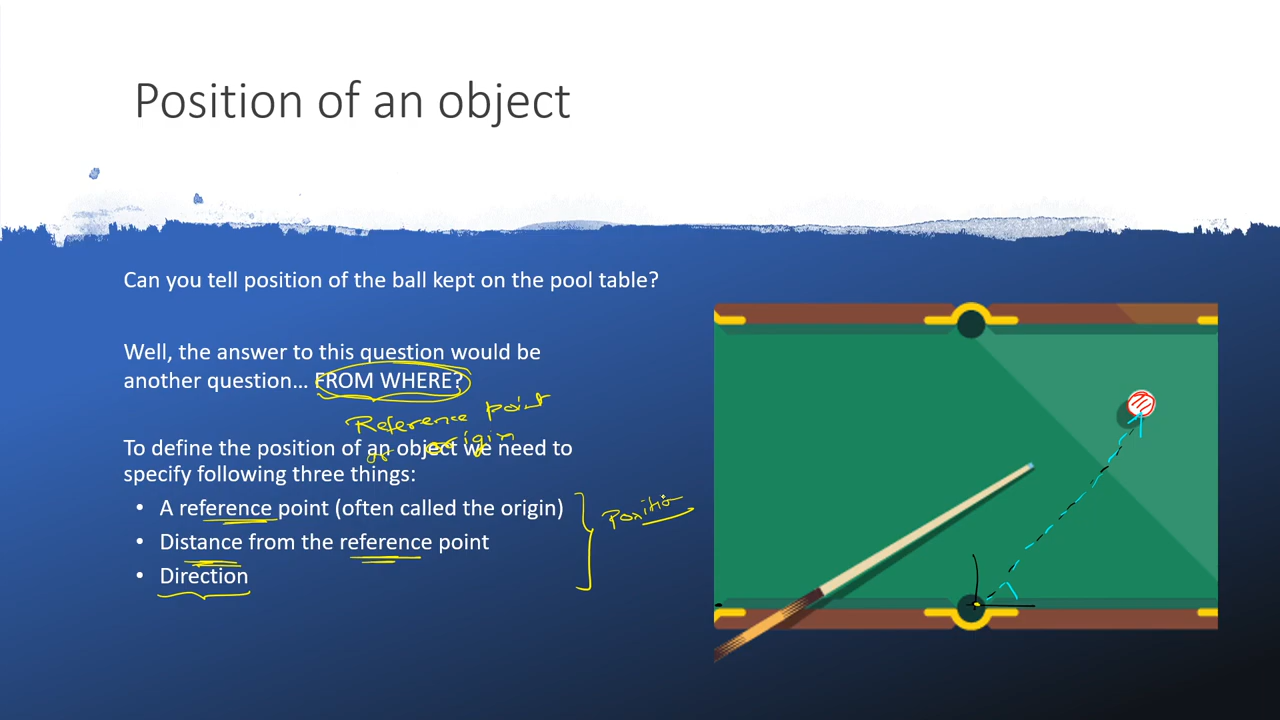 Position of an object
Can you tell position of the ball kept on the pool table?
Well, the answer to this question would be
another question... FROM WHERE?
Reference point
or origin
To define the position of an object we need to
specify following three things:
• A reference point (often called the origin)
• Distance from the reference point
• Direction
Position